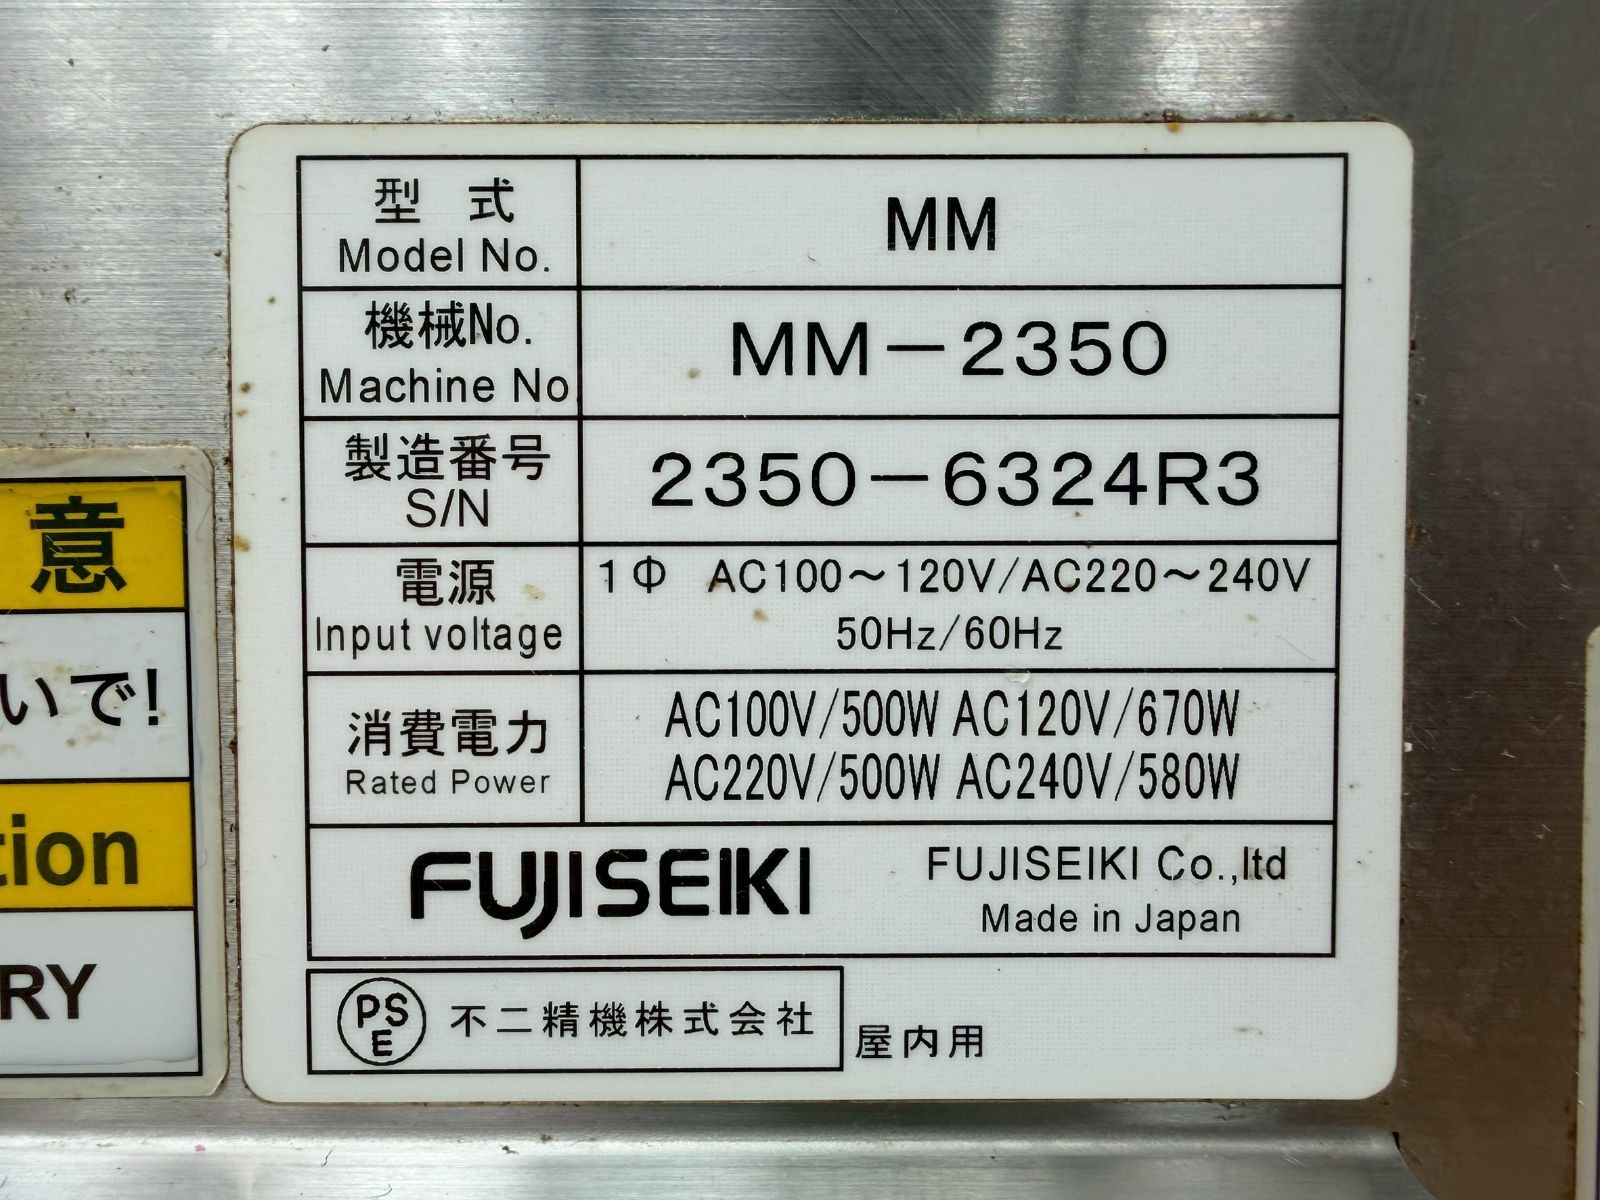 型 式
Model No.
MM
機械No.
Machine No
MM-2350
製造番号
S/N
2350-6324R3
電源
Input voltage
1Φ AC100～120V/AC220～240V
50Hz/60Hz
消費電力
Rated Power
AC100V/500W AC120V/670W
AC220V/500W AC240V/580W
FUJISEIKI
FUJISEIKI Co.,ltd
Made in Japan
PSE
不二精機株式会社
屋内用
意
いで!
tion
RY